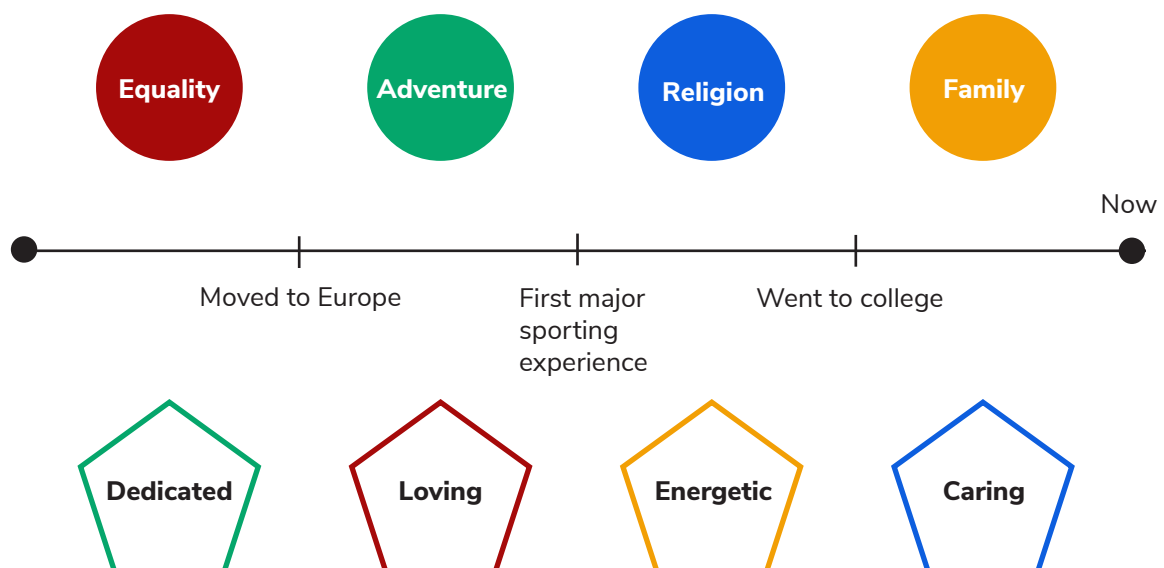 Equality
Adventure
Religion
Family
Now
Moved to Europe
First major
sporting
experience
Went to college
Dedicated
Loving
Energetic
Caring